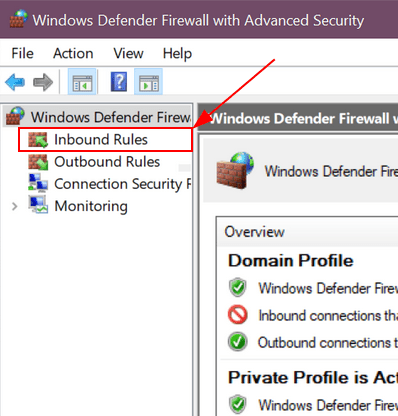 Windows Defender Firewall with Advanced Security
File Action View Help
Windows Defender Firew
Inbound Rules
Outbound Rules
Connection Security R
Monitoring
Windows Defender Firewall
Windows Defender Firew
Overview
Domain Profile
Windows Defender Firew
Inbound connections tha
Outbound connections t
Private Profile is Act
Windows Defender Firew